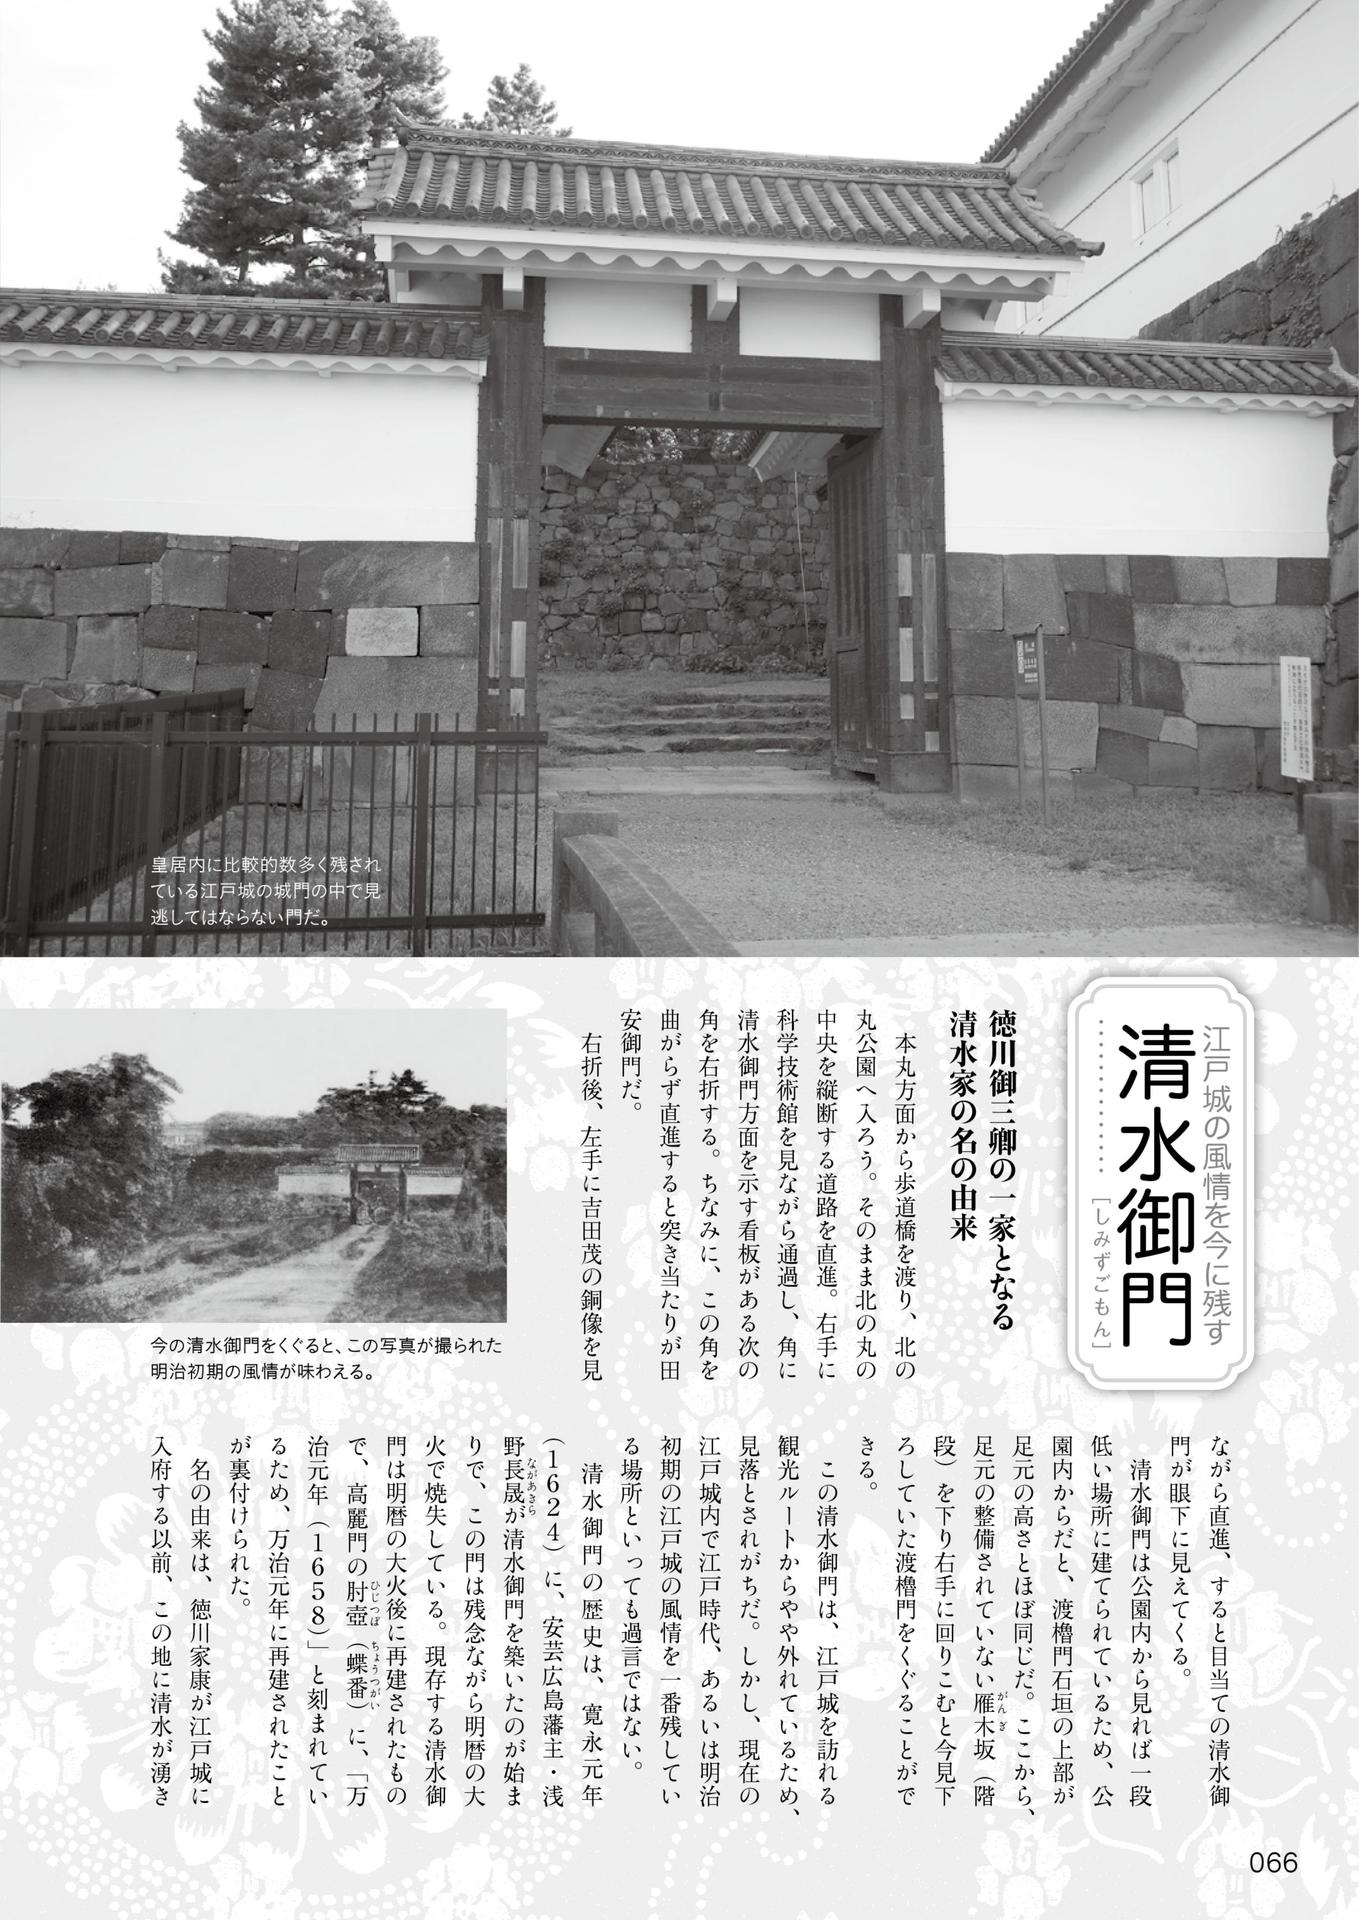 皇居内に比較的数多く残され
ている江戸城の城門の中で見
逃してはならない門だ。
江戸城の風情を今に残す
清水御門
［しみずごもん］
徳川御三卿の一家となる
清水家の名の由来
本丸方面から歩道橋を渡り、北の
丸公園へ入ろう。そのまま北の丸の
中央を縦断する道路を直進。右手に
科学技術館を見ながら通過し、角に
清水御門方面を示す看板がある次の
角を右折する。ちなみに、この角を
曲がらず直進すると突き当たりが田
安御門だ。
右折後、左手に吉田茂の銅像を見
今の清水御門をくぐると、この写真が撮られた
明治初期の風情が味わえる。
ながら直進、すると目当ての清水御
門が眼下に見えてくる。
清水御門は公園内から見れば一段
低い場所に建てられているため、公
園内からだと、渡櫓門石垣の上部が
足元の高さとほぼ同じだ。ここから、
足元の整備されていない雁木坂（階
がんぎ
段）を下り右手に回りこむと今見下
ろしていた渡櫓門をくぐることがで
きる。
この清水御門は、江戸城を訪れる
観光ルートからやや外れているため、
見落とされがちだ。しかし、現在の
江戸城内で江戸時代、あるいは明治
初期の江戸城の風情を一番残してい
る場所といっても過言ではない。
清水御門の歴史は、寛永元年
（1624）に、安芸広島藩主・浅
野長晟が清水御門を築いたのが始ま
ながあきら
りで、この門は残念ながら明暦の大
火で焼失している。現存する清水御
門は明暦の大火後に再建されたもの
で、高麗門の肘壺（蝶番）に、「万
ひじつぼ ちょうつがい
治元年（1658）」と刻まれてい
るため、万治元年に再建されたこと
が裏付けられた。
名の由来は、徳川家康が江戸城に
入府する以前、この地に清水が湧き
066